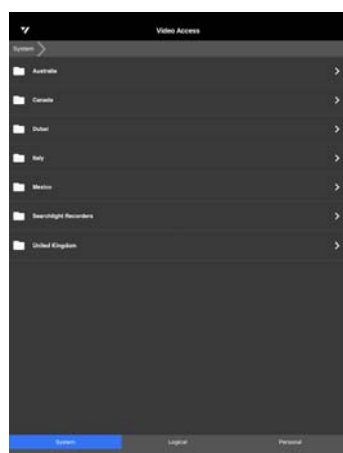 Video Access
System
Australia
Canada
Dubai
Italy
Mexico
Searchlight Recorders
United Kingdom
System Logical Personal